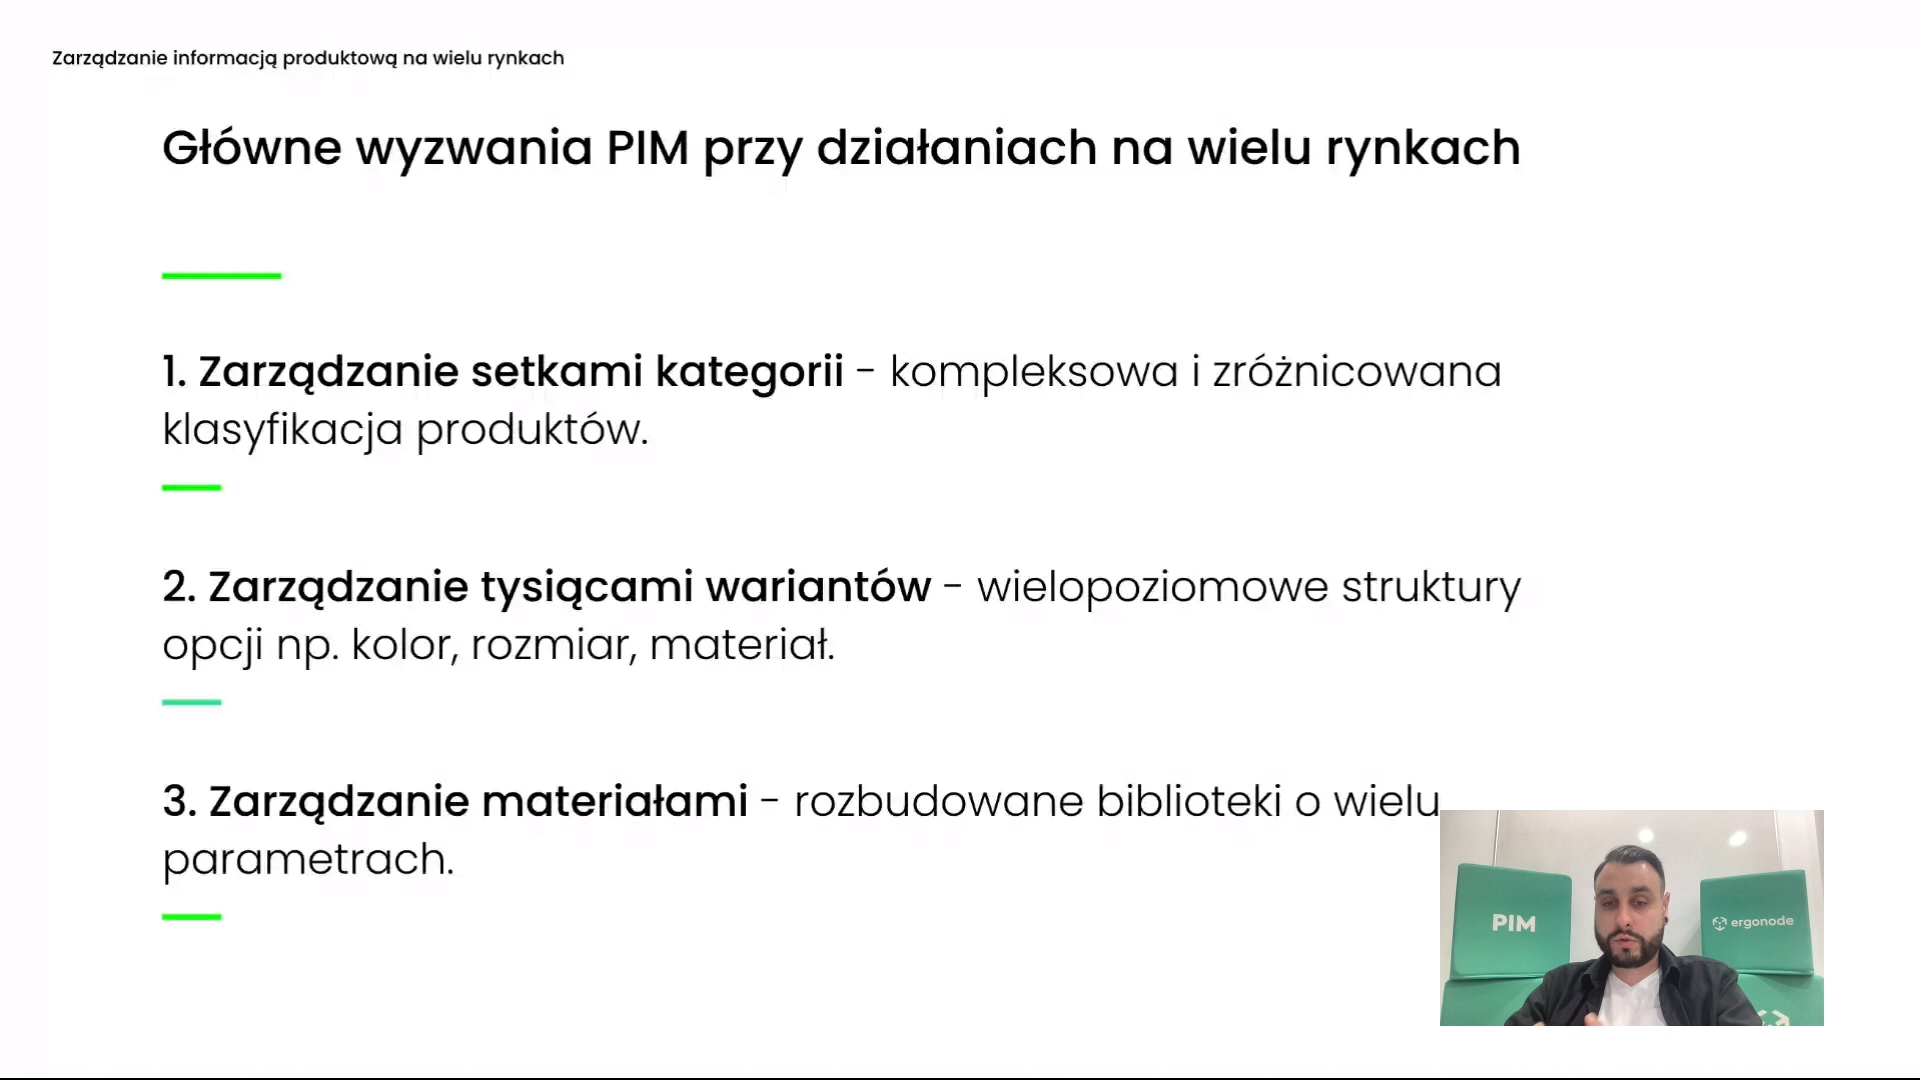 Zarządzanie informacją produktową na wielu rynkach
Główne wyzwania PIM przy działaniach na wielu rynkach
1. Zarządzanie setkami kategorii - kompleksowa i zróżnicowana
klasyfikacja produktów.
2. Zarządzanie tysiącami wariantów - wielopoziomowe struktury
opcji np. kolor, rozmiar, materiał.
3. Zarządzanie materiałami - rozbudowane biblioteki o wielu
parametrach.
PIM
ergonode